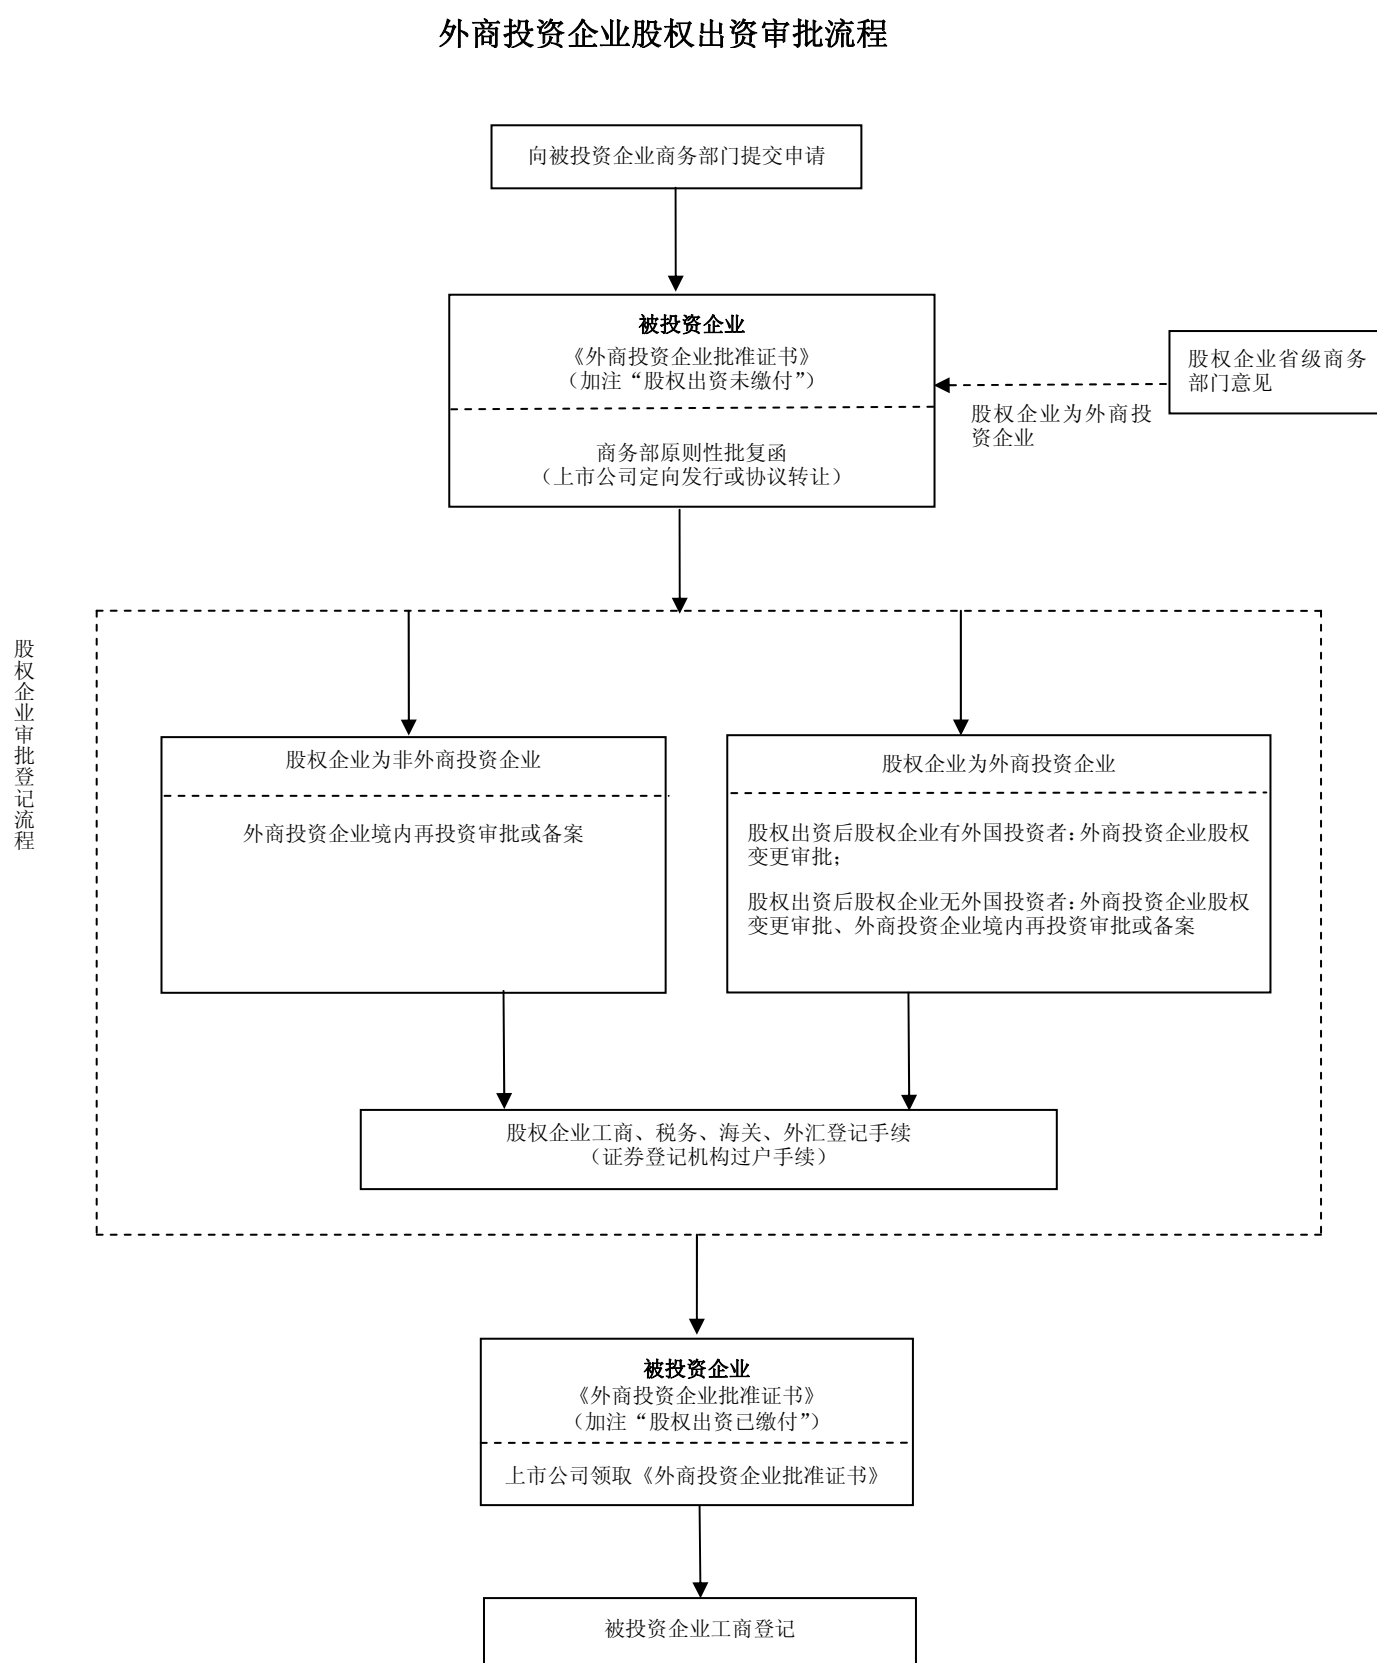 外商投资企业股权出资审批流程
向被投资企业商务部门提交申请
被投资企业
《外商投资企业批准证书》
（加注“股权出资未缴付”）
商务部原则性批复函
（上市公司定向发行或协议转让）
股权企业省级商务
部门意见
股权企业为外商投
资企业
股权企业审批登记流程
股权企业为非外商投资企业
外商投资企业境内再投资审批或备案
股权企业为外商投资企业
股权出资后股权企业有外国投资者：外商投资企业股权
变更审批；
股权出资后股权企业无外国投资者：外商投资企业股权
变更审批、外商投资企业境内再投资审批或备案
股权企业工商、税务、海关、外汇登记手续
（证券登记机构过户手续）
被投资企业
《外商投资企业批准证书》
（加注“股权出资已缴付”）
上市公司领取《外商投资企业批准证书》
被投资企业工商登记